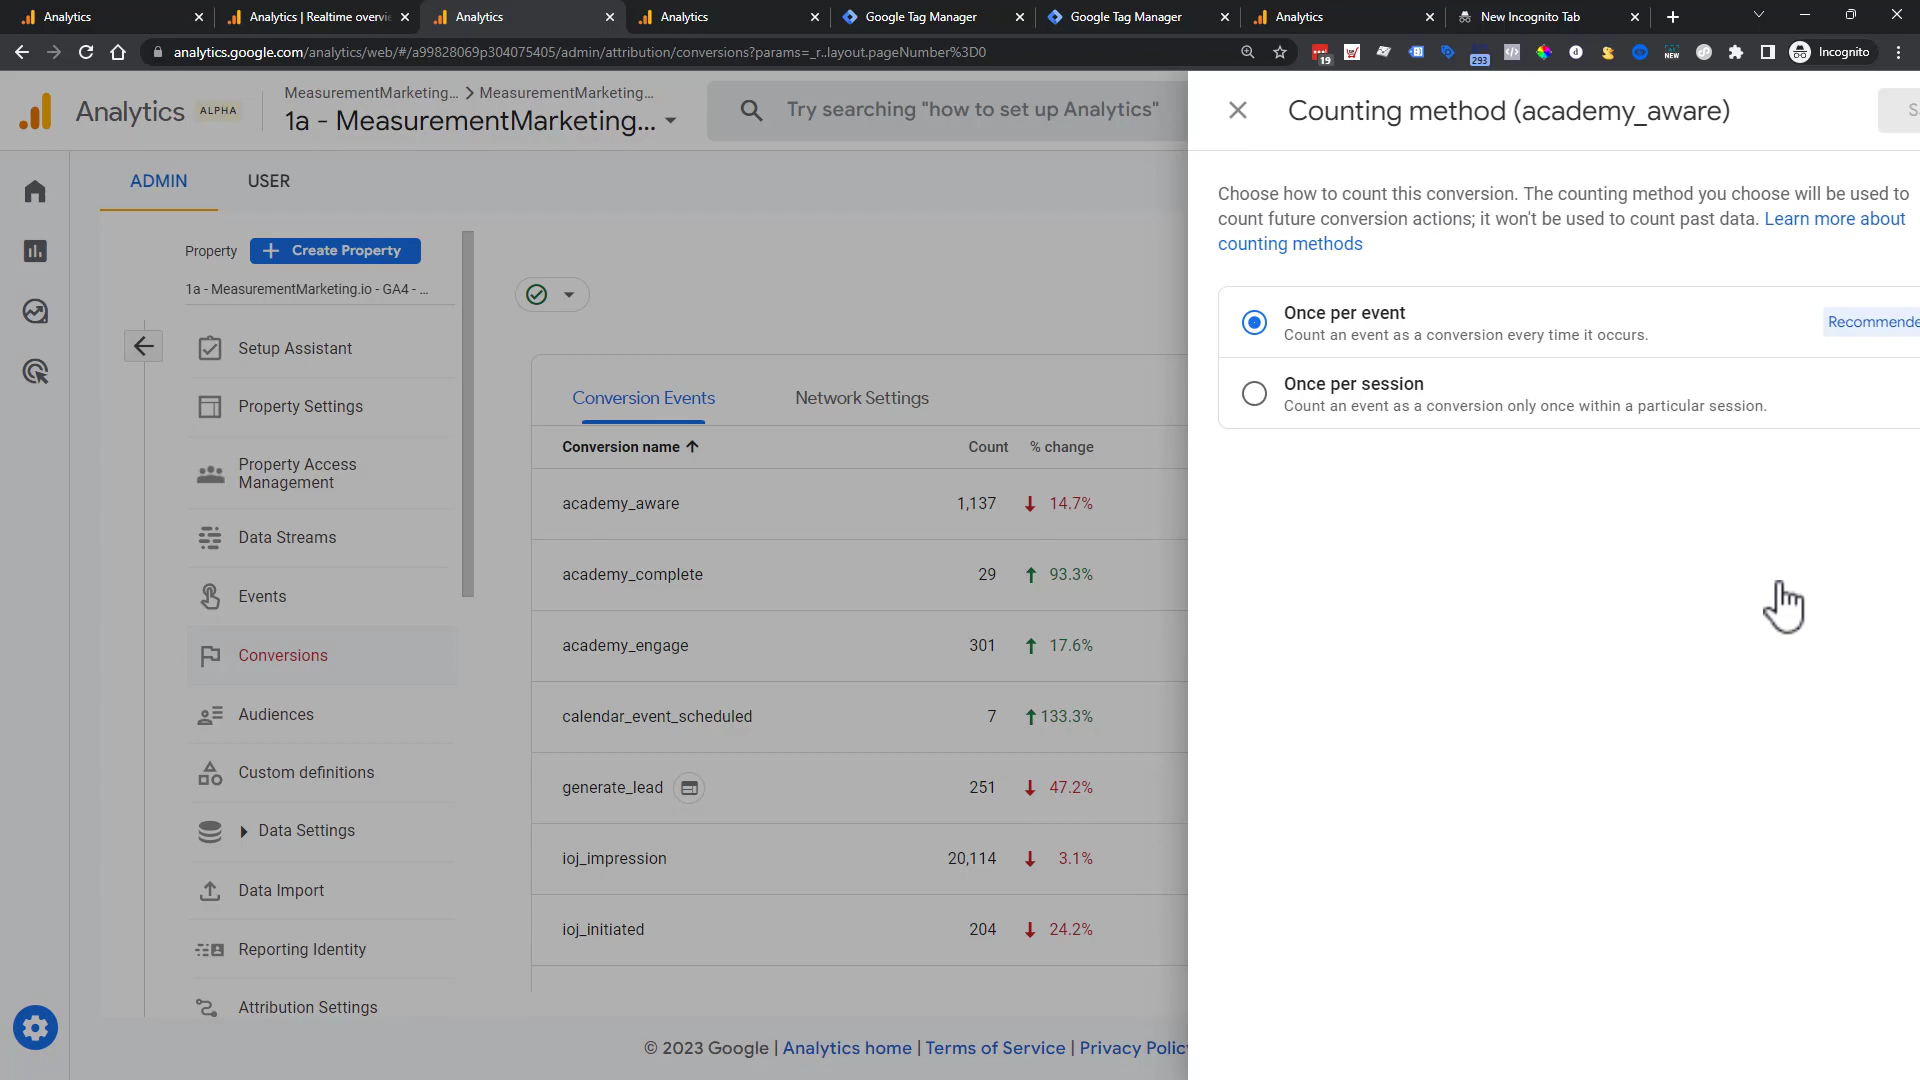 Analytics
Analytics | Realtime overvi
Analytics
Analytics
Google Tag Manager
Google Tag Manager
Analytics
New Incognito Tab
analytics.google.com/analytics/web/#/a99828069p304075405/admin/attribution/conversions?params=_r..layout.pageNumber%3D0
19
293
NEW
Incognito
Analytics ALPHA
MeasurementMarketing... > MeasurementMarketing...
1a - MeasurementMarketing...
Try searching "how to set up Analytics"
ADMIN
USER
Property
Create Property
1a - MeasurementMarketing.io - GA4 - ...
Setup Assistant
Property Settings
Property Access
Management
Data Streams
Events
Conversions
Audiences
Custom definitions
Data Settings
Data Import
Reporting Identity
Attribution Settings
Conversion Events
Network Settings
Conversion name
Count
% change
academy_aware
1,137
14.7%
academy_complete
29
93.3%
academy_engage
301
17.6%
calendar_event_scheduled
7
133.3%
generate_lead
251
47.2%
ioj_impression
20,114
3.1%
ioj_initiated
204
24.2%
© 2023 Google | Analytics home | Terms of Service | Privacy Polic
Counting method (academy_aware)
S
Choose how to count this conversion. The counting method you choose will be used to
count future conversion actions; it won't be used to count past data. Learn more about
counting methods
Once per event
Count an event as a conversion every time it occurs.
Recommende
Once per session
Count an event as a conversion only once within a particular session.